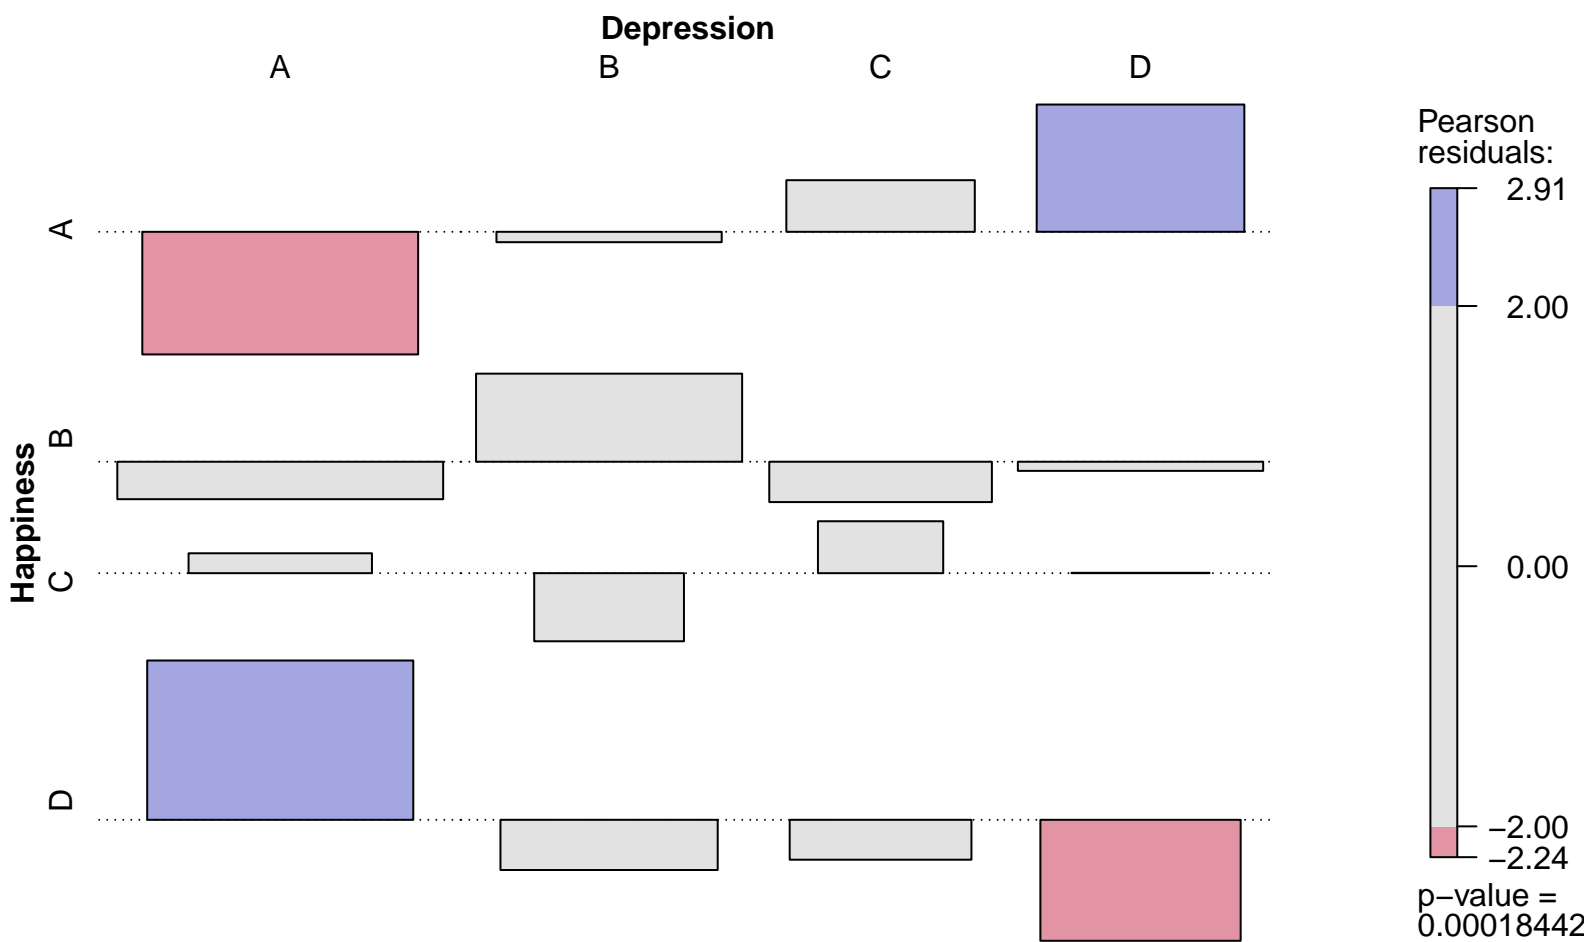 Depression
A B C D
Happiness
A
B
C
D
Pearson
residuals:
2.91
2.00
0.00
−2.00
−2.24
p−value =
0.00018442